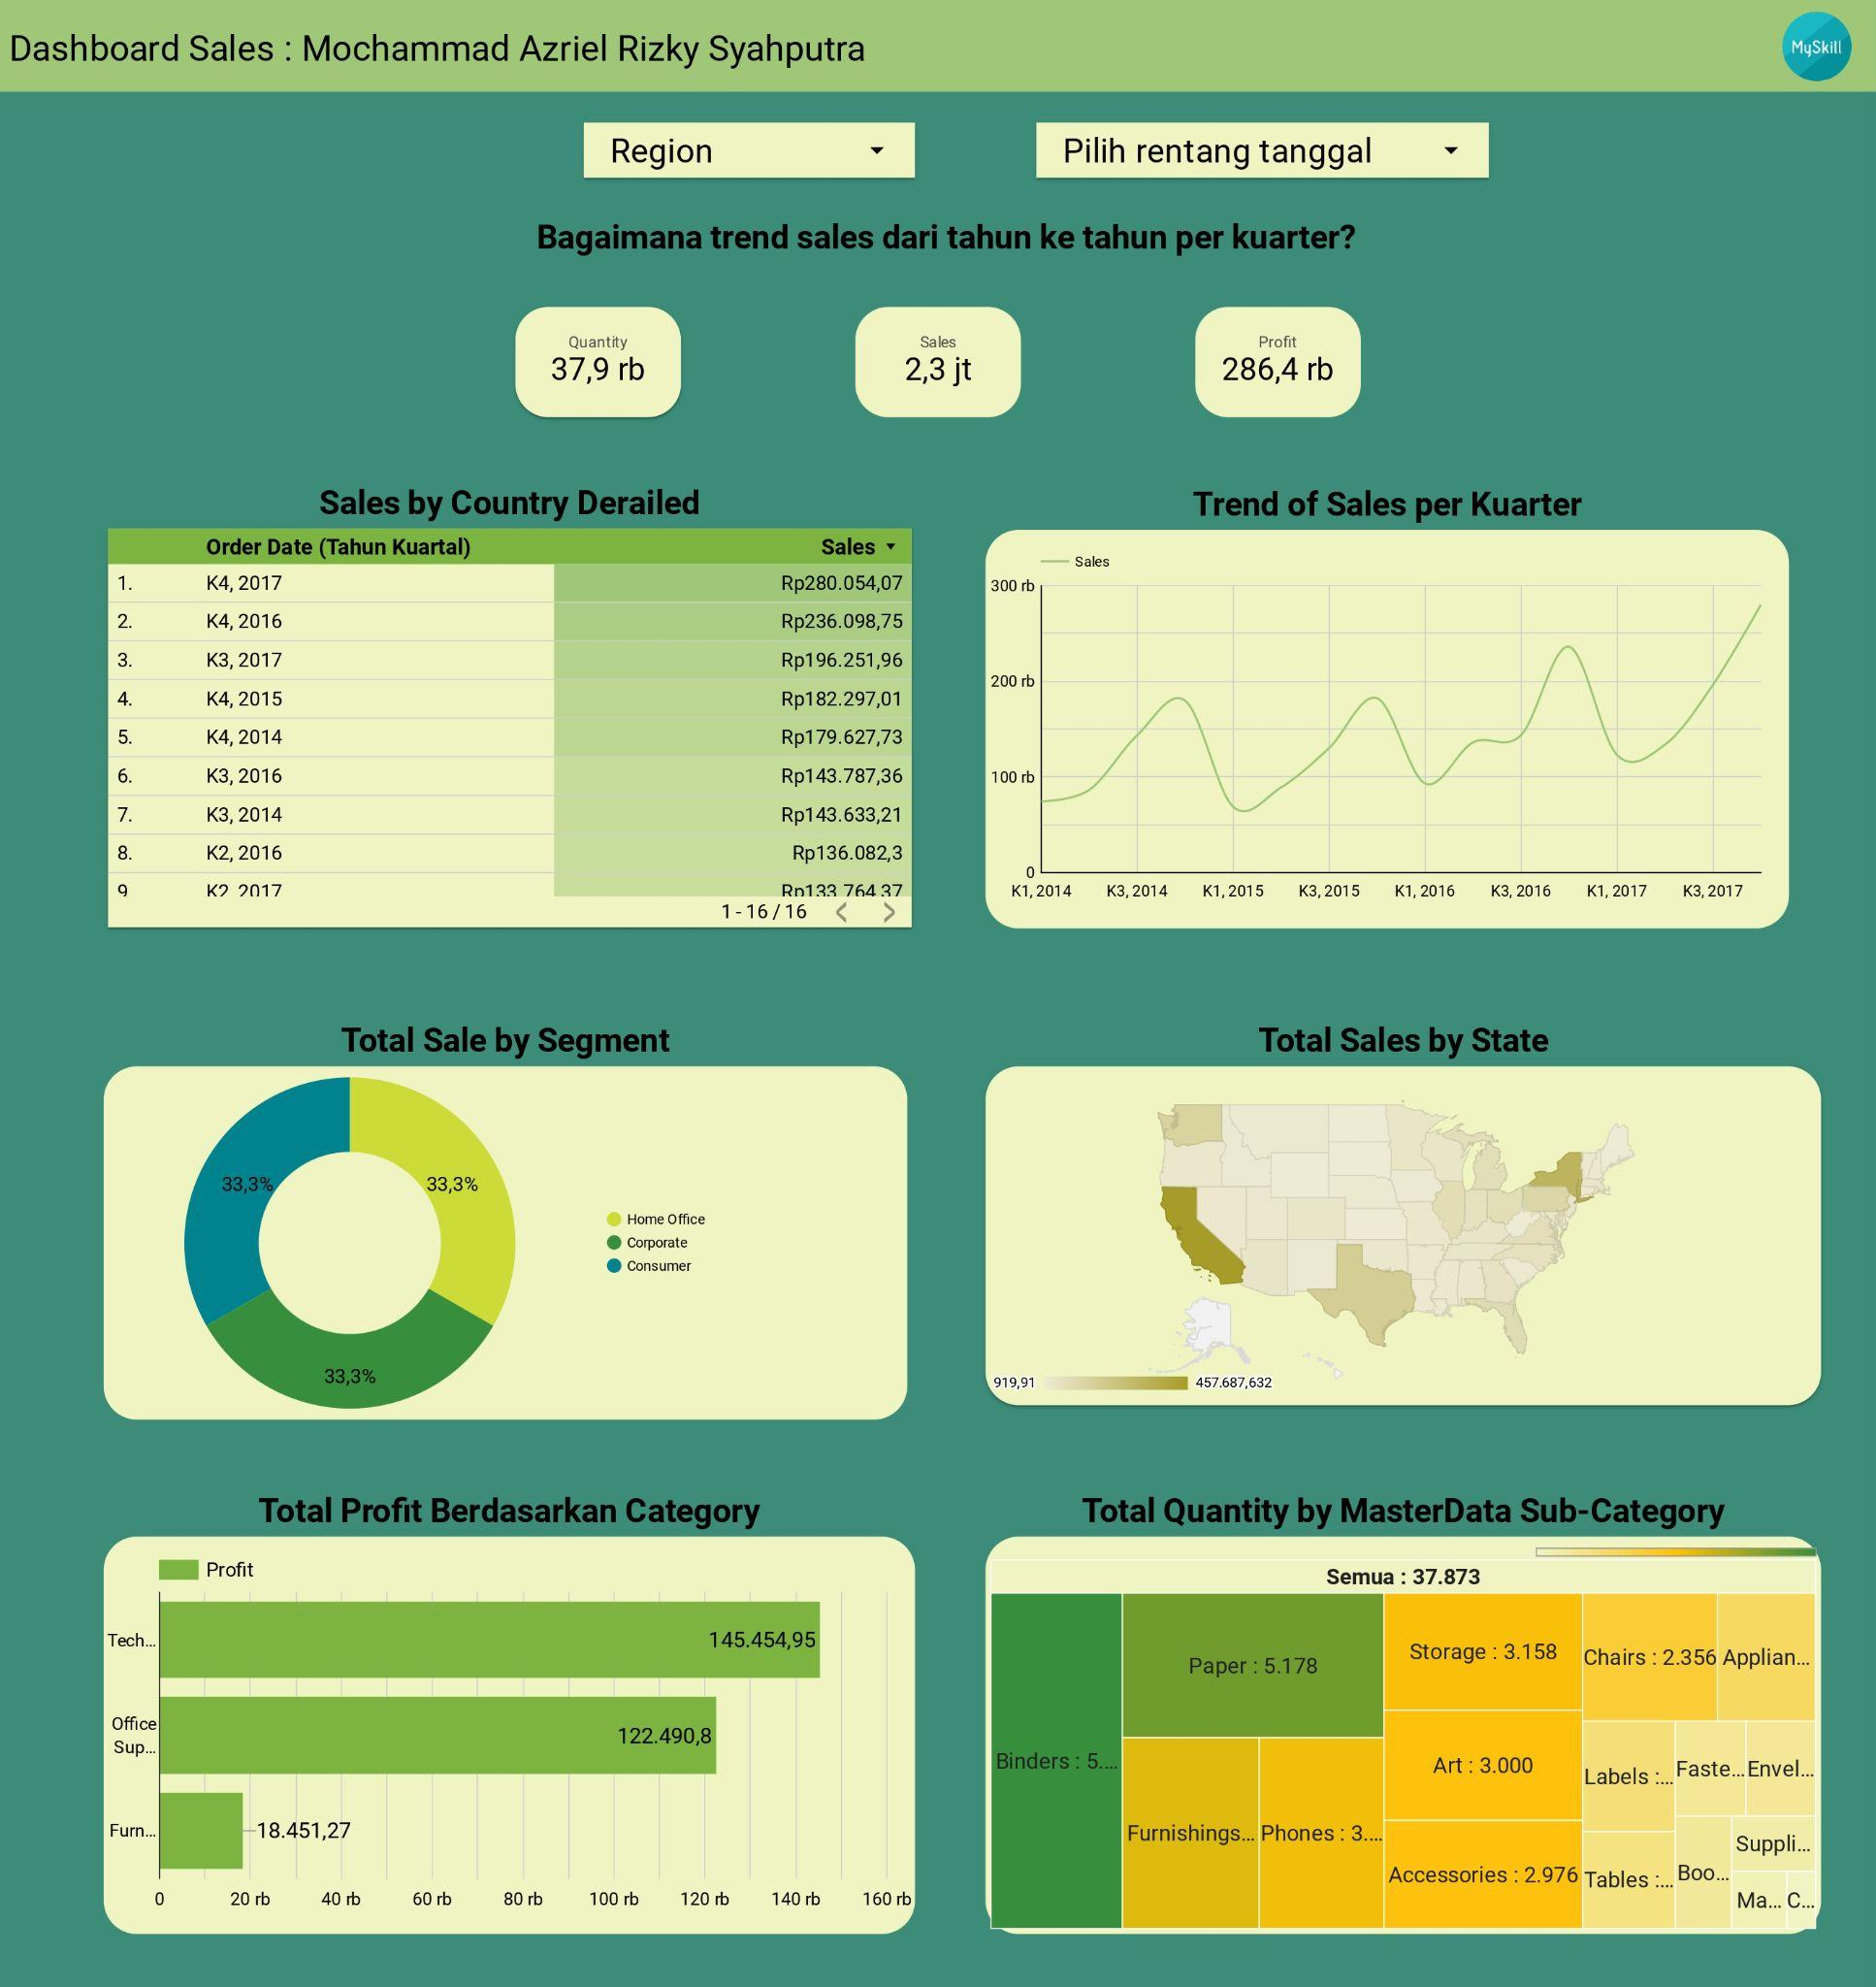 Dashboard Sales : Mochammad Azriel Rizky Syahputra
MySkill
Region
Pilih rentang tanggal
Bagaimana trend sales dari tahun ke tahun per kuarter?
Quantity
37,9 rb
Sales
2,3 jt
Profit
286,4 rb
Sales by Country Derailed
Order Date (Tahun Kuartal) Sales
1. K4, 2017 Rp280.054,07
2. K4, 2016 Rp236.098,75
3. K3, 2017 Rp196.251,96
4. K4, 2015 Rp182.297,01
5. K4, 2014 Rp179.627,73
6. K3, 2016 Rp143.787,36
7. K3, 2014 Rp143.633,21
8. K2, 2016 Rp136.082,3
9 K2, 2017 Rp133.764,37
1 - 16 / 16
Trend of Sales per Kuarter
Sales
300 rb
200 rb
100 rb
0
K1, 2014 K3, 2014 K1, 2015 K3, 2015 K1, 2016 K3, 2016 K1, 2017 K3, 2017
Total Sale by Segment
33,3% 33,3%
33,3%
Home Office
Corporate
Consumer
Total Sales by State
919,91 457.687,632
Total Profit Berdasarkan Category
Profit
Tech... 145.454,95
Office
Sup... 122.490,8
Furn... 18.451,27
0 20 rb 40 rb 60 rb 80 rb 100 rb 120 rb 140 rb 160 rb
Total Quantity by MasterData Sub-Category
Semua : 37.873
Binders : 5....
Paper : 5.178
Furnishings...
Phones : 3....
Storage : 3.158
Art : 3.000
Accessories : 2.976
Chairs : 2.356
Applian...
Labels :...
Faste...
Envel...
Tables :...
Boo...
Suppli...
Ma...
C...